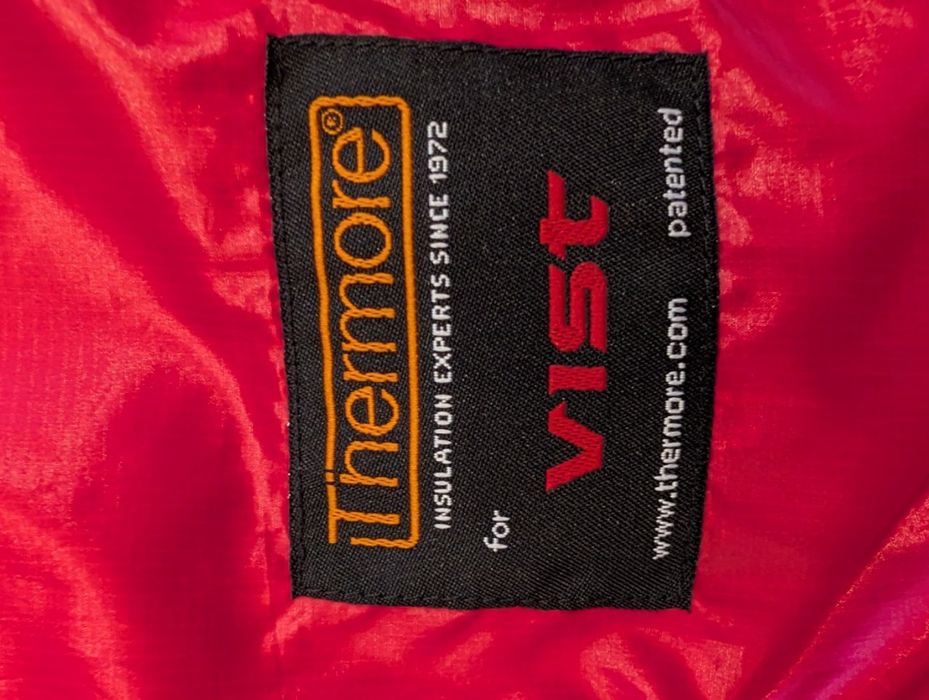 Thermore®
INSULATION EXPERTS SINCE 1972
for
vist
www.thermore.com patented